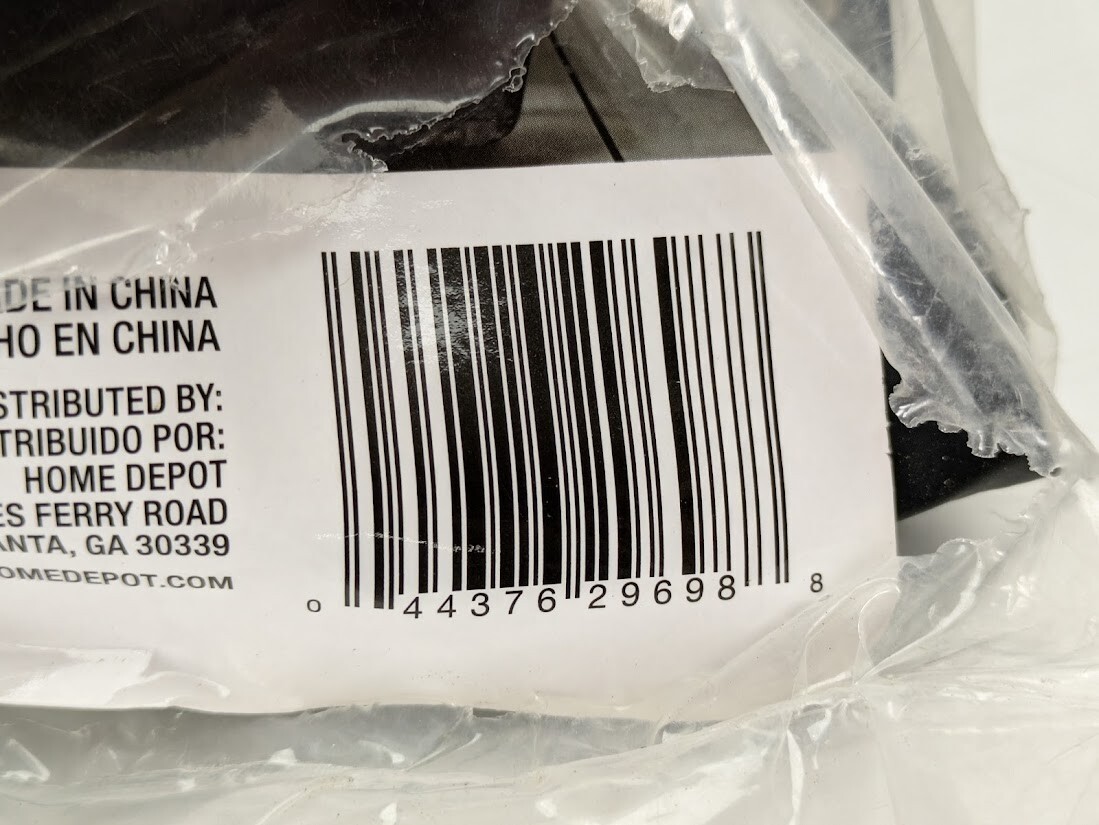 DE IN CHINA
HO EN CHINA
STRIBUTED BY:
TRIBUIDO POR:
HOME DEPOT
ES FERRY ROAD
ANTA, GA 30339
OMEDEPOT.COM
0 44376 29698 8